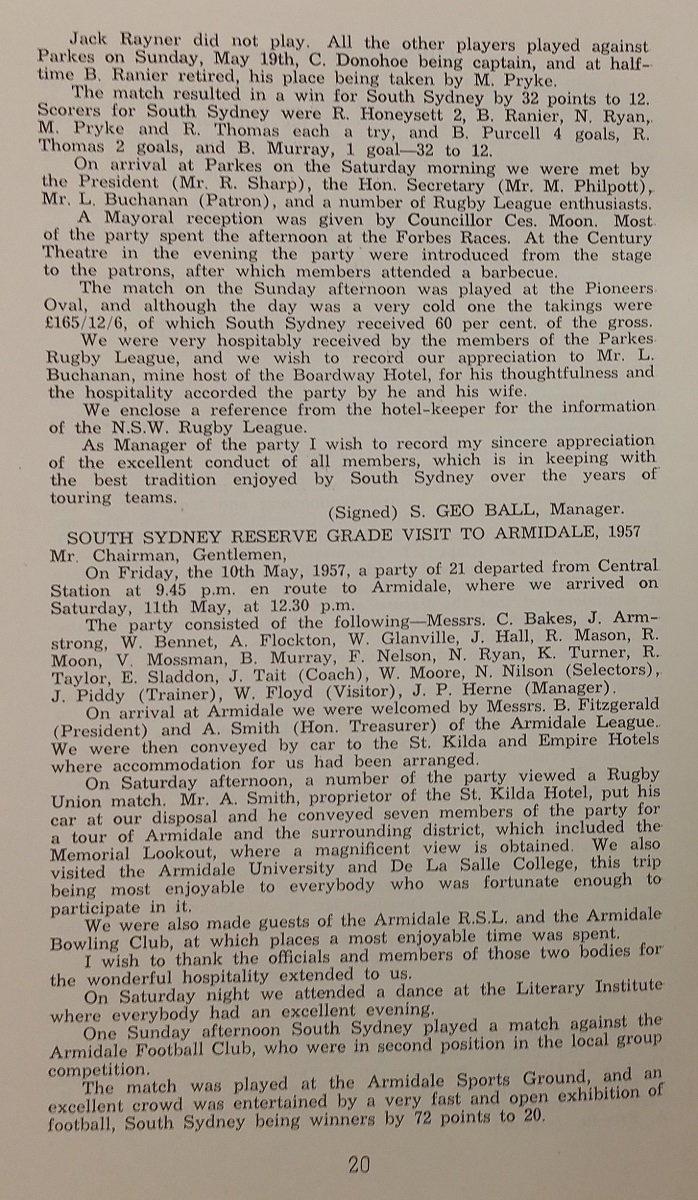 Jack Rayner did not play. All the other players played against
Parkes on Sunday, May 19th, C. Donohoe being captain, and at half-
time B. Ranier retired, his place being taken by M. Pryke.
The match resulted in a win for South Sydney by 32 points to 12.
Scorers for South Sydney were R. Honeysett 2, B. Ranier, N. Ryan,
M. Pryke and R. Thomas each a try, and B. Purcell 4 goals, R.
Thomas 2 goals, and B. Murray, 1 goal—32 to 12.
On arrival at Parkes on the Saturday morning we were met by
the President (Mr. R. Sharp), the Hon. Secretary (Mr. M. Philpott),
Mr. L. Buchanan (Patron), and a number of Rugby League enthusiasts.
A Mayoral reception was given by Councillor Ces. Moon. Most
of the party spent the afternoon at the Forbes Races. At the Century
Theatre in the evening the party were introduced from the stage
to the patrons, after which members attended a barbecue.
The match on the Sunday afternoon was played at the Pioneers
Oval, and although the day was a very cold one the takings were
£165/12/6, of which South Sydney received 60 per cent. of the gross.
We were very hospitably received by the members of the Parkes
Rugby League, and we wish to record our appreciation to Mr. L.
Buchanan, mine host of the Boardway Hotel, for his thoughtfulness and
the hospitality accorded the party by he and his wife.
We enclose a reference from the hotel-keeper for the information
of the N.S.W. Rugby League.
As Manager of the party I wish to record my sincere appreciation
of the excellent conduct of all members, which is in keeping with
the best tradition enjoyed by South Sydney over the years of
touring teams.
(Signed) S. GEO BALL, Manager.
SOUTH SYDNEY RESERVE GRADE VISIT TO ARMIDALE, 1957
Mr. Chairman, Gentlemen,
On Friday, the 10th May, 1957, a party of 21 departed from Central
Station at 9.45 p.m. en route to Armidale, where we arrived on
Saturday, 11th May, at 12.30 p.m.
The party consisted of the following—Messrs. C. Bakes, J. Arm-
strong, W. Bennet, A. Flockton, W. Glanville, J. Hall, R. Mason, R.
Moon, V. Mossman, B. Murray, F. Nelson, N. Ryan, K. Turner, R.
Taylor, E. Sladdon, J. Tait (Coach), W. Moore, N. Nilson (Selectors),
J. Piddy (Trainer), W. Floyd (Visitor), J. P. Herne (Manager).
On arrival at Armidale we were welcomed by Messrs. B. Fitzgerald
(President) and A. Smith (Hon. Treasurer) of the Armidale League.
We were then conveyed by car to the St. Kilda and Empire Hotels
where accommodation for us had been arranged.
On Saturday afternoon, a number of the party viewed a Rugby
Union match. Mr. A. Smith, proprietor of the St. Kilda Hotel, put his
car at our disposal and he conveyed seven members of the party for
a tour of Armidale and the surrounding district, which included the
Memorial Lookout, where a magnificent view is obtained. We also
visited the Armidale University and De La Salle College, this trip
being most enjoyable to everybody who was fortunate enough to
participate in it.
We were also made guests of the Armidale R.S.L. and the Armidale
Bowling Club, at which places a most enjoyable time was spent.
I wish to thank the officials and members of those two bodies for
the wonderful hospitality extended to us.
On Saturday night we attended a dance at the Literary Institute
where everybody had an excellent evening.
One Sunday afternoon South Sydney played a match against the
Armidale Football Club, who were in second position in the local group
competition.
The match was played at the Armidale Sports Ground, and an
excellent crowd was entertained by a very fast and open exhibition of
football, South Sydney being winners by 72 points to 20.
20